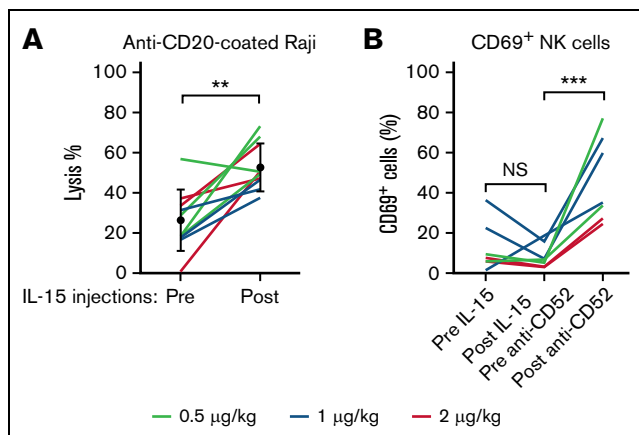 A
Anti-CD20-coated Raji
Lysis %
100
80
60
40
20
0
**
IL-15 injections: Pre Post
B
CD69+ NK cells
CD69+ cells (%)
100
80
60
40
20
0
NS
***
Pre IL-15
Post IL-15
Pre anti-CD52
Post anti-CD52
0.5 µg/kg 1 µg/kg 2 µg/kg